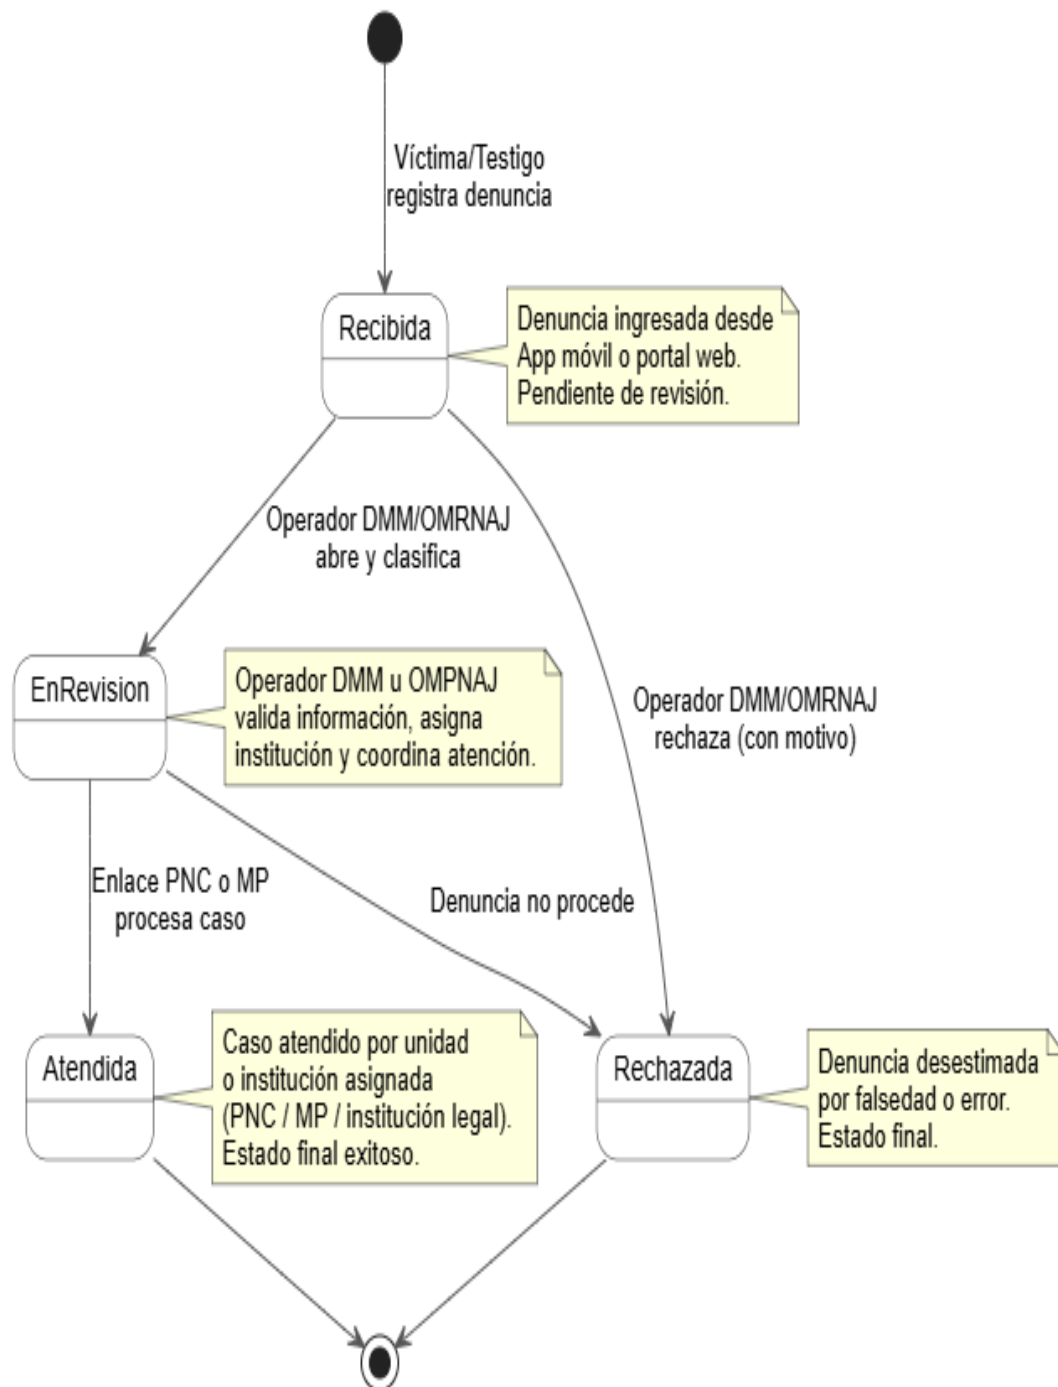 Víctima/Testigo
registra denuncia
Recibida
Denuncia ingresada desde
App móvil o portal web.
Pendiente de revisión.
Operador DMM/OMRNAJ
abre y clasifica
EnRevision
Operador DMM u OMPNAJ
valida información, asigna
institución y coordina atención.
Operador DMM/OMRNAJ
rechaza (con motivo)
Enlace PNC o MP
procesa caso
Denuncia no procede
Atendida
Caso atendido por unidad
o institución asignada
(PNC / MP / institución legal).
Estado final exitoso.
Rechazada
Denuncia desestimada
por falsedad o error.
Estado final.